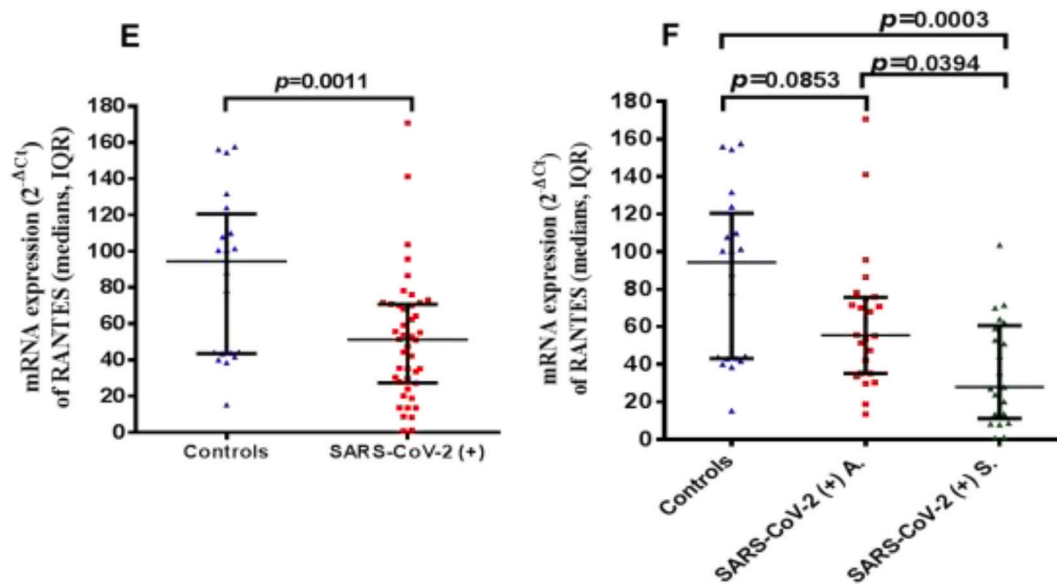 E
p=0.0011
mRNA expression (2^-ΔCt)
of RANTES (medians, IQR)
180
160
140
120
100
80
60
40
20
0
Controls
SARS-CoV-2 (+)
F
p=0.0003
p=0.0853
p=0.0394
mRNA expression (2^-ΔCt)
of RANTES (medians, IQR)
180
160
140
120
100
80
60
40
20
0
Controls
SARS-CoV-2 (+) A.
SARS-CoV-2 (+) S.